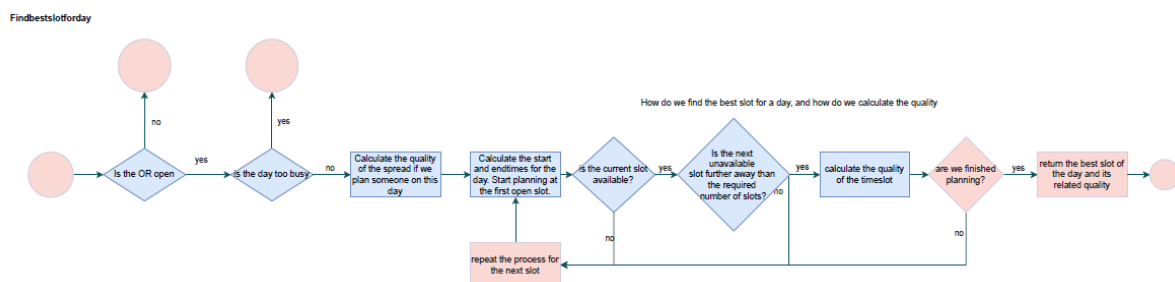 Findbestslotforday
How do we find the best slot for a day, and how do we calculate the quality
no
yes
Is the OR open
yes
is the day too busy
no
Calculate the quality
of the spread if we
plan someone on this
day
Calculate the start
and endtimes for the
day. Start planning at
the first open slot.
is the current slot
available?
yes
Is the next
unavailable
slot further away than
the required
number of slots?
yes
no
calculate the quality
of the timeslot
are we finished
planning?
yes
return the best slot of
the day and its
related quality
no
no
repeat the process for
the next slot